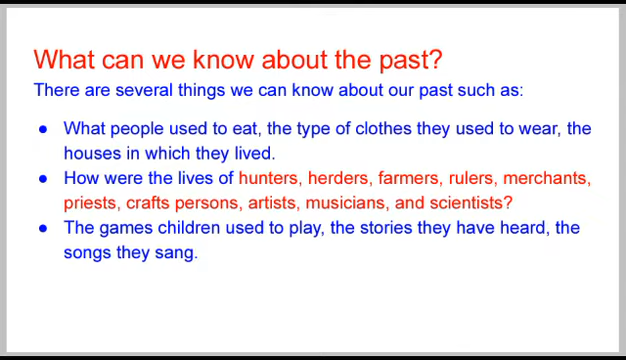 What can we know about the past?
There are several things we can know about our past such as:
● What people used to eat, the type of clothes they used to wear, the
houses in which they lived.
● How were the lives of hunters, herders, farmers, rulers, merchants,
priests, crafts persons, artists, musicians, and scientists?
● The games children used to play, the stories they have heard, the
songs they sang.